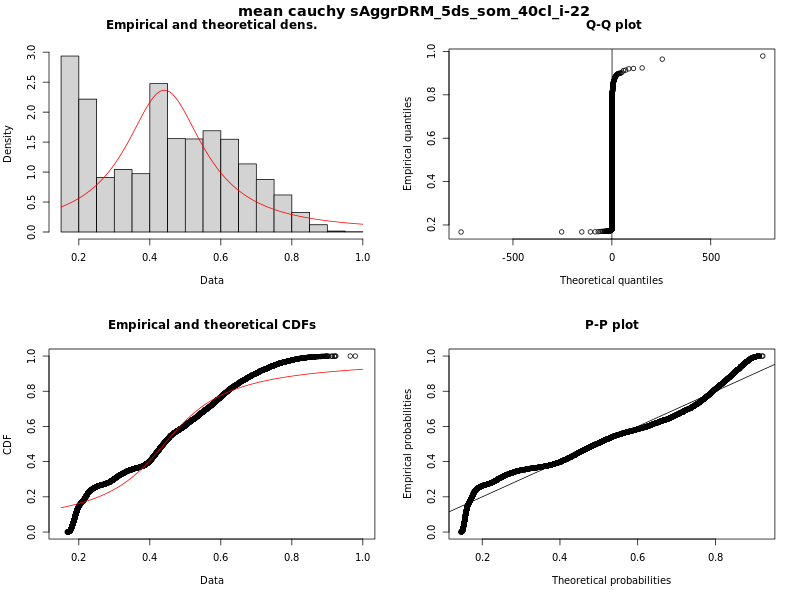 mean cauchy sAggrDRM_5ds_som_40cl_i-22
Empirical and theoretical dens.
Density
0.0 0.5 1.0 1.5 2.0 2.5 3.0
0.2 0.4 0.6 0.8 1.0
Data
Q-Q plot
Empirical quantiles
0.2 0.4 0.6 0.8 1.0
-500 0 500
Theoretical quantiles
Empirical and theoretical CDFs
CDF
0.0 0.2 0.4 0.6 0.8 1.0
0.2 0.4 0.6 0.8 1.0
Data
P-P plot
Empirical probabilities
0.0 0.2 0.4 0.6 0.8 1.0
0.2 0.4 0.6 0.8
Theoretical probabilities